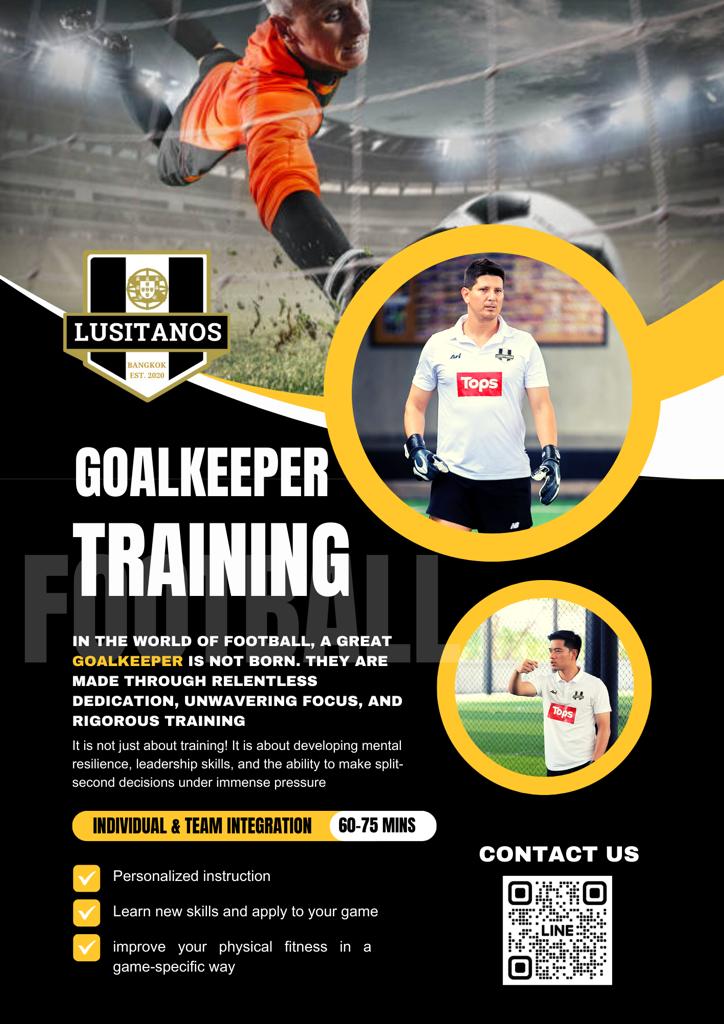 LUSITANOS
BANGKOK
EST. 2020
Ari
Tops
GOALKEEPER
TRAINING
FOOTBALL
IN THE WORLD OF FOOTBALL, A GREAT
GOALKEEPER IS NOT BORN. THEY ARE
MADE THROUGH RELENTLESS
DEDICATION, UNWAVERING FOCUS, AND
RIGOROUS TRAINING
It is not just about training! It is about developing mental
resilience, leadership skills, and the ability to make split-
second decisions under immense pressure
Tops
INDIVIDUAL & TEAM INTEGRATION 60-75 MINS
Personalized instruction
Learn new skills and apply to your game
improve your physical fitness in a
game-specific way
CONTACT US
LINE